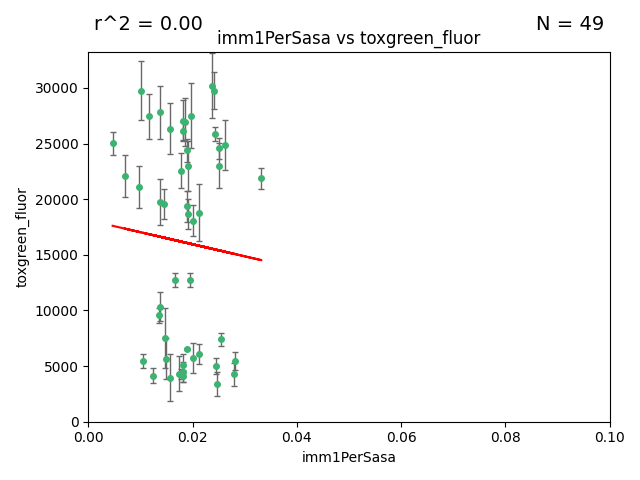 r^2 = 0.00
N = 49
imm1PerSasa vs toxgreen_fluor
30000
25000
20000
15000
10000
5000
0
toxgreen_fluor
0.00 0.02 0.04 0.06 0.08 0.10
imm1PerSasa